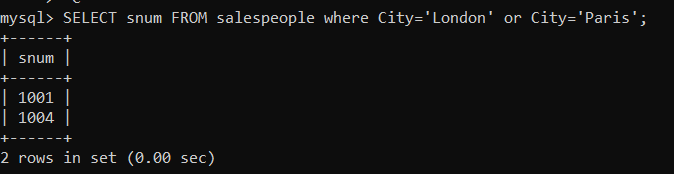 mysql> SELECT snum FROM salespeople where City='London' or City='Paris';
+------+
| snum |
+------+
| 1001 |
| 1004 |
+------+
2 rows in set (0.00 sec)